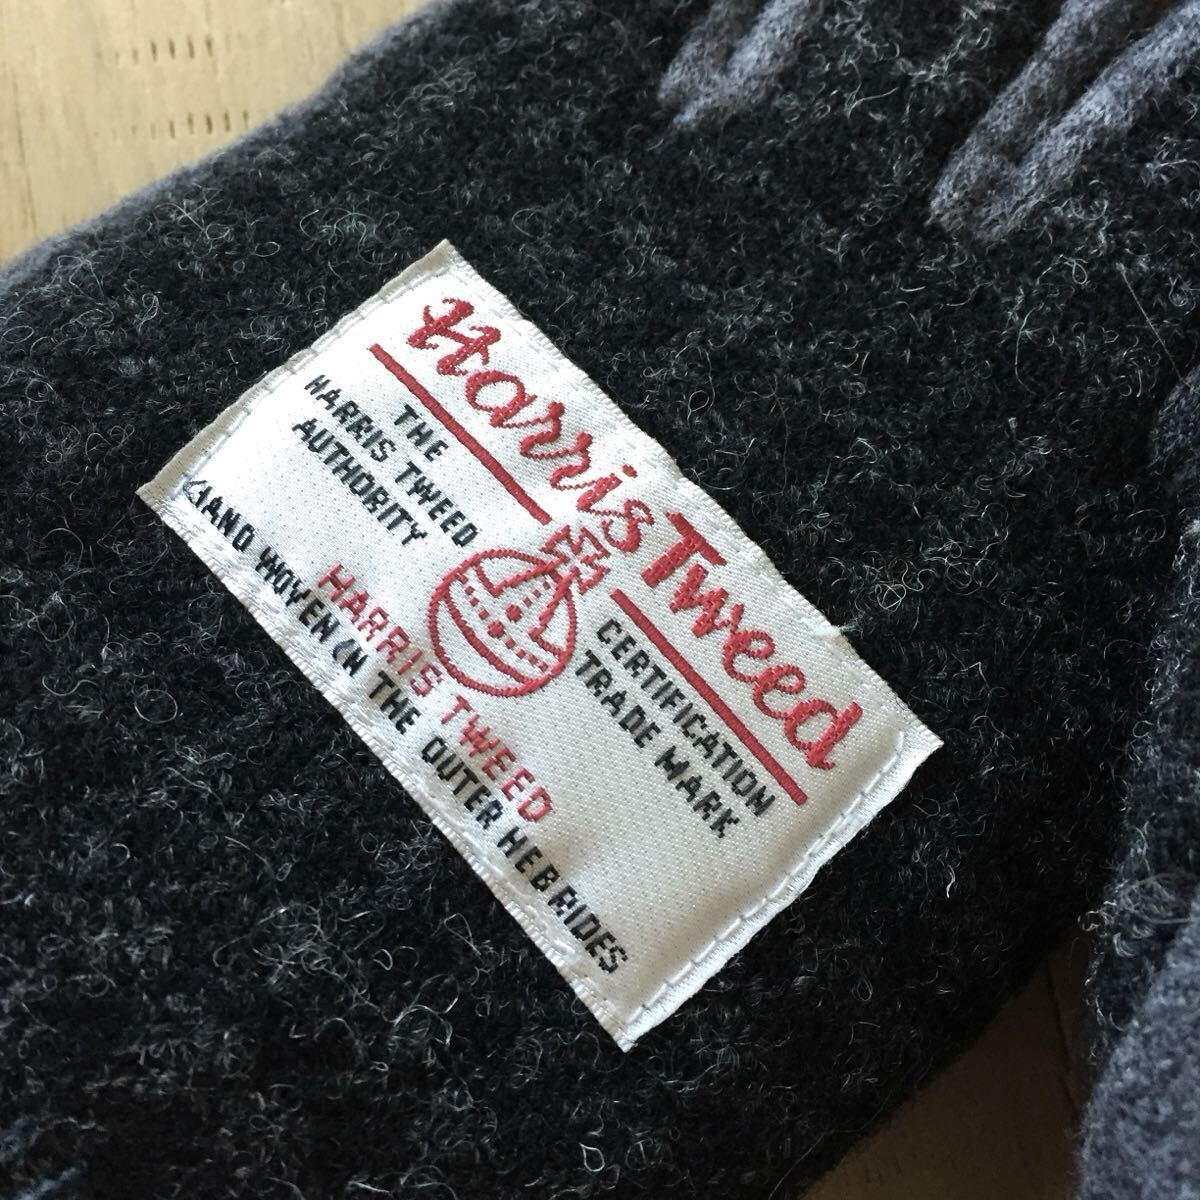 Harris Tweed
THE
HARRIS TWEED
AUTHORITY
CERTIFICATION
TRADE MARK
HARRIS TWEED
HAND WOVEN IN THE OUTER HEBRIDES